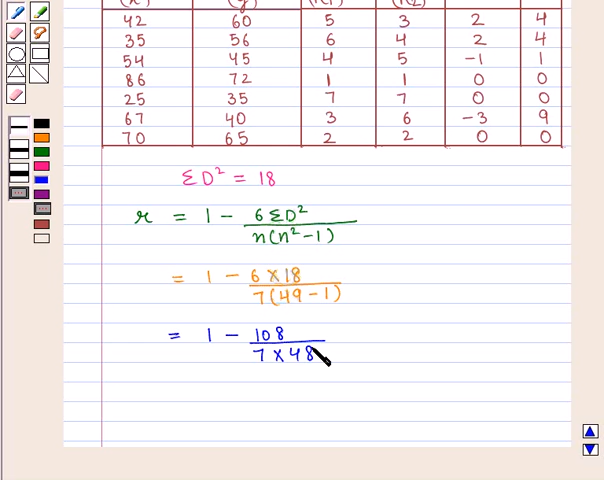 (x) (y) (R1) (R2)
42 60 5 3 2 4
35 56 6 4 2 4
54 45 4 5 -1 1
86 72 1 1 0 0
25 35 7 7 0 0
67 40 3 6 -3 9
70 65 2 2 0 0
ΣD² = 18
r = 1 - 6ΣD² / n(n² - 1)
= 1 - 6 × 18 / 7(49 - 1)
= 1 - 108 / 7 × 48